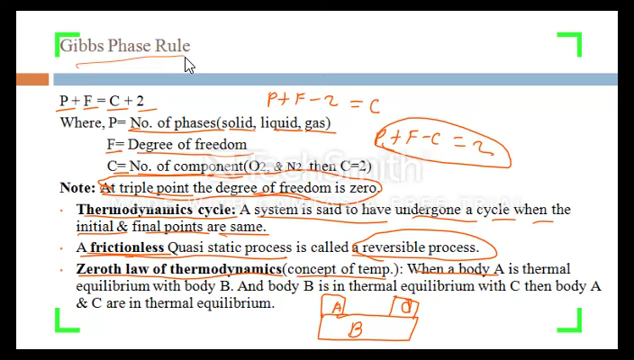 Gibbs Phase Rule
P + F = C + 2
P + F - 2 = C
Where, P= No. of phases(solid, liquid, gas)
P + F - C = 2
F= Degree of freedom
C= No. of component(O2 & N2 then C=2)
Note: At triple point the degree of freedom is zero.
· Thermodynamics cycle: A system is said to have undergone a cycle when the
initial & final points are same.
· A frictionless Quasi static process is called a reversible process.
· Zeroth law of thermodynamics(concept of temp.): When a body A is thermal
equilibrium with body B. And body B is in thermal equilibrium with C then body A
& C are in thermal equilibrium.
A
B